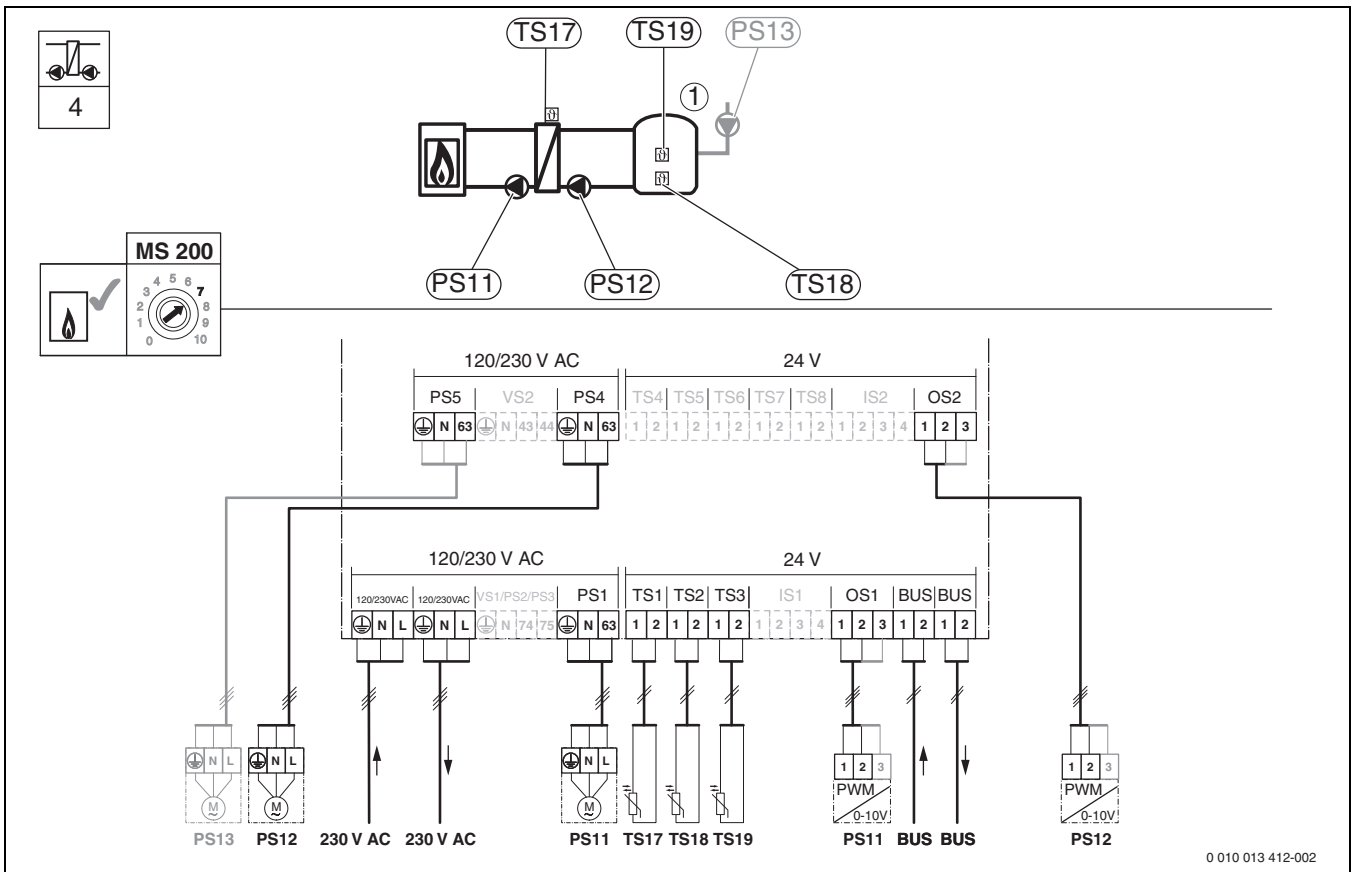 TS17 TS19 PS13
4
1
PS11 PS12 TS18
MS 200
0 1 2 3 4 5 6 7 8 9 10
120/230 V AC 24 V
PS5 VS2 PS4 TS4 TS5 TS6 TS7 TS8 IS2 OS2
N 63 N 43 44 N 63 1 2 1 2 1 2 1 2 1 2 1 2 3 4 1 2 3
120/230 V AC 24 V
120/230VAC 120/230VAC VS1/PS2/PS3 PS1 TS1 TS2 TS3 IS1 OS1 BUS BUS
N L N L N 74 75 N 63 1 2 1 2 1 2 1 2 3 4 1 2 3 1 2 1 2
N L N L N L 1 2 3 1 2 3
PWM PWM
M M M 0-10V 0-10V
PS13 PS12 230 V AC 230 V AC PS11 TS17 TS18 TS19 PS11 BUS BUS PS12
0 010 013 412-002